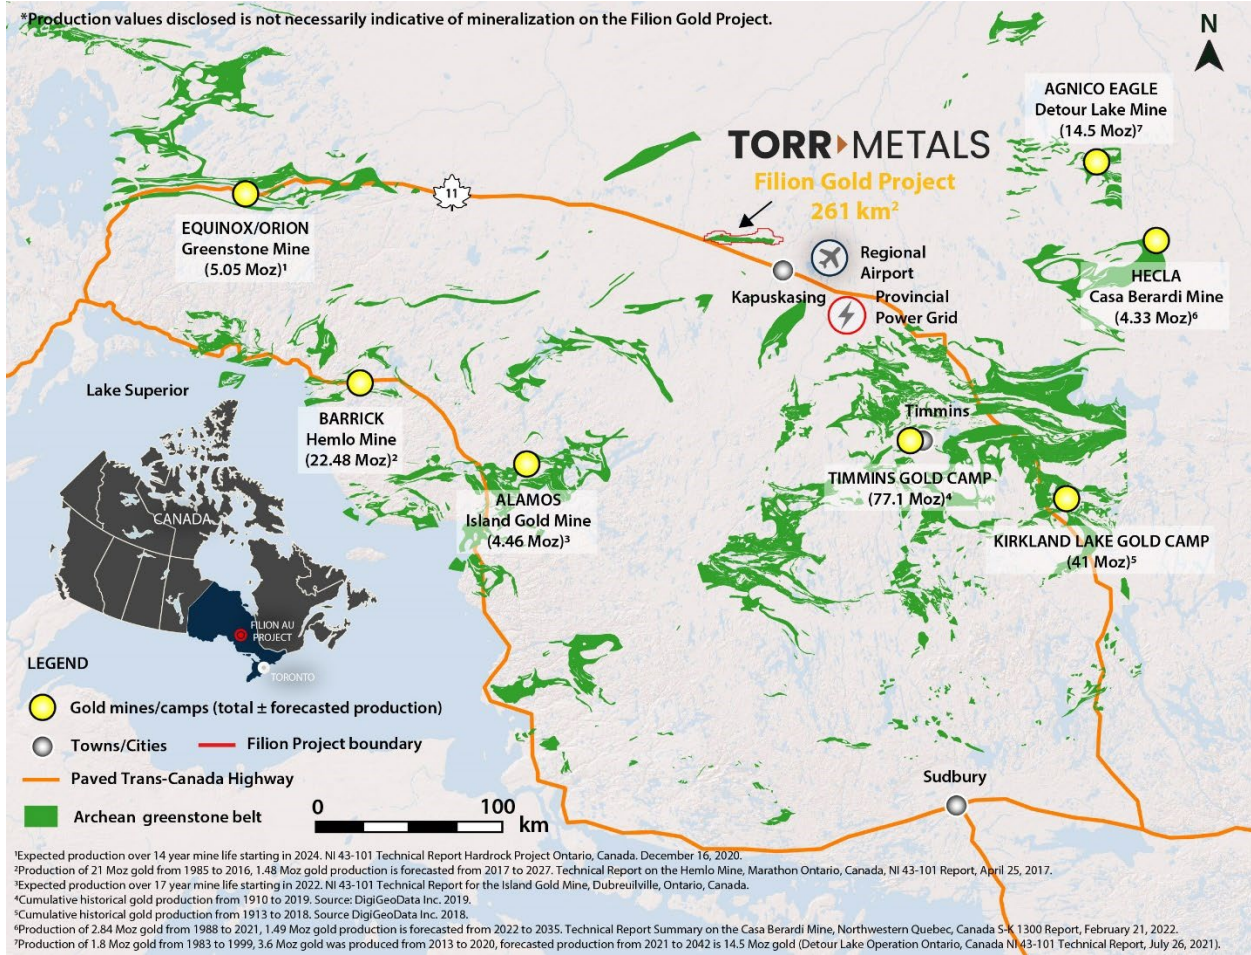 *Production values disclosed is not necessarily indicative of mineralization on the Filion Gold Project.
N
AGNICO EAGLE
Detour Lake Mine
(14.5 Moz)⁷
TORR METALS
Filion Gold Project
261 km²
11
EQUINOX/ORION
Greenstone Mine
(5.05 Moz)¹
Regional
Airport
Kapuskasing
Provincial
Power Grid
HECLA
Casa Berardi Mine
(4.33 Moz)⁶
Lake Superior
BARRICK
Hemlo Mine
(22.48 Moz)²
Timmins
TIMMINS GOLD CAMP
(77.1 Moz)⁴
ALAMOS
Island Gold Mine
(4.46 Moz)³
KIRKLAND LAKE GOLD CAMP
(41 Moz)⁵
CANADA
FILION AU
PROJECT
TORONTO
LEGEND
Gold mines/camps (total ± forecasted production)
Towns/Cities
Filion Project boundary
Paved Trans-Canada Highway
Archean greenstone belt
0 100
km
Sudbury
¹Expected production over 14 year mine life starting in 2024. NI 43-101 Technical Report Hardrock Project Ontario, Canada. December 16, 2020.
²Production of 21 Moz gold from 1985 to 2016, 1.48 Moz gold production is forecasted from 2017 to 2027. Technical Report on the Hemlo Mine, Marathon Ontario, Canada, NI 43-101 Report, April 25, 2017.
³Expected production over 17 year mine life starting in 2022. NI 43-101 Technical Report for the Island Gold Mine, Dubreuilville, Ontario, Canada.
⁴Cumulative historical gold production from 1910 to 2019. Source: DigiGeoData Inc. 2019.
⁵Cumulative historical gold production from 1913 to 2018. Source DigiGeoData Inc. 2018.
⁶Production of 2.84 Moz gold from 1988 to 2021, 1.49 Moz gold production is forecasted from 2022 to 2035. Technical Report Summary on the Casa Berardi Mine, Northwestern Quebec, Canada S-K 1300 Report, February 21, 2022.
⁷Production of 1.8 Moz gold from 1983 to 1999, 3.6 Moz gold was produced from 2013 to 2020, forecasted production from 2021 to 2042 is 14.5 Moz gold (Detour Lake Operation Ontario, Canada NI 43-101 Technical Report, July 26, 2021).